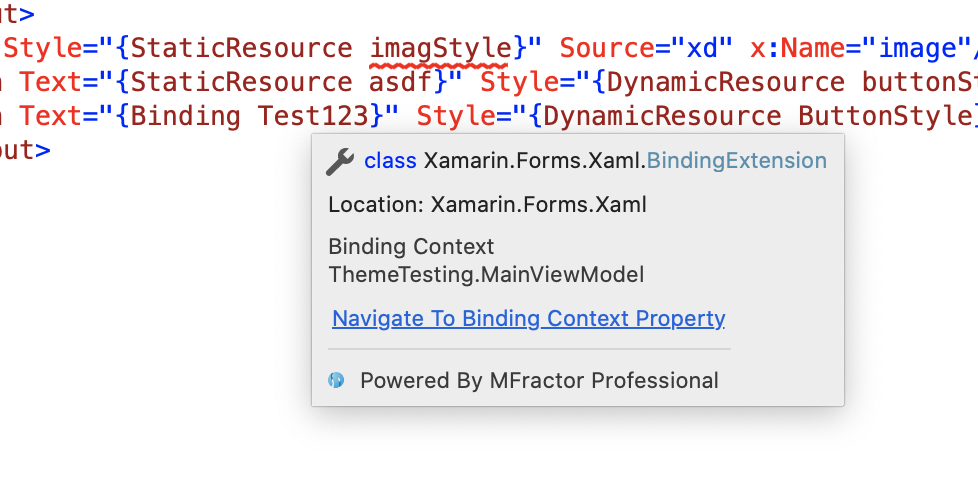 ut>
Style="{StaticResource imagStyle}" Source="xd" x:Name="image"/
Text="{StaticResource asdf}" Style="{DynamicResource buttonSt
Text="{Binding Test123}" Style="{DynamicResource ButtonStyle}
out>
class Xamarin.Forms.Xaml.BindingExtension
Location: Xamarin.Forms.Xaml
Binding Context
ThemeTesting.MainViewModel
Navigate To Binding Context Property
Powered By MFractor Professional